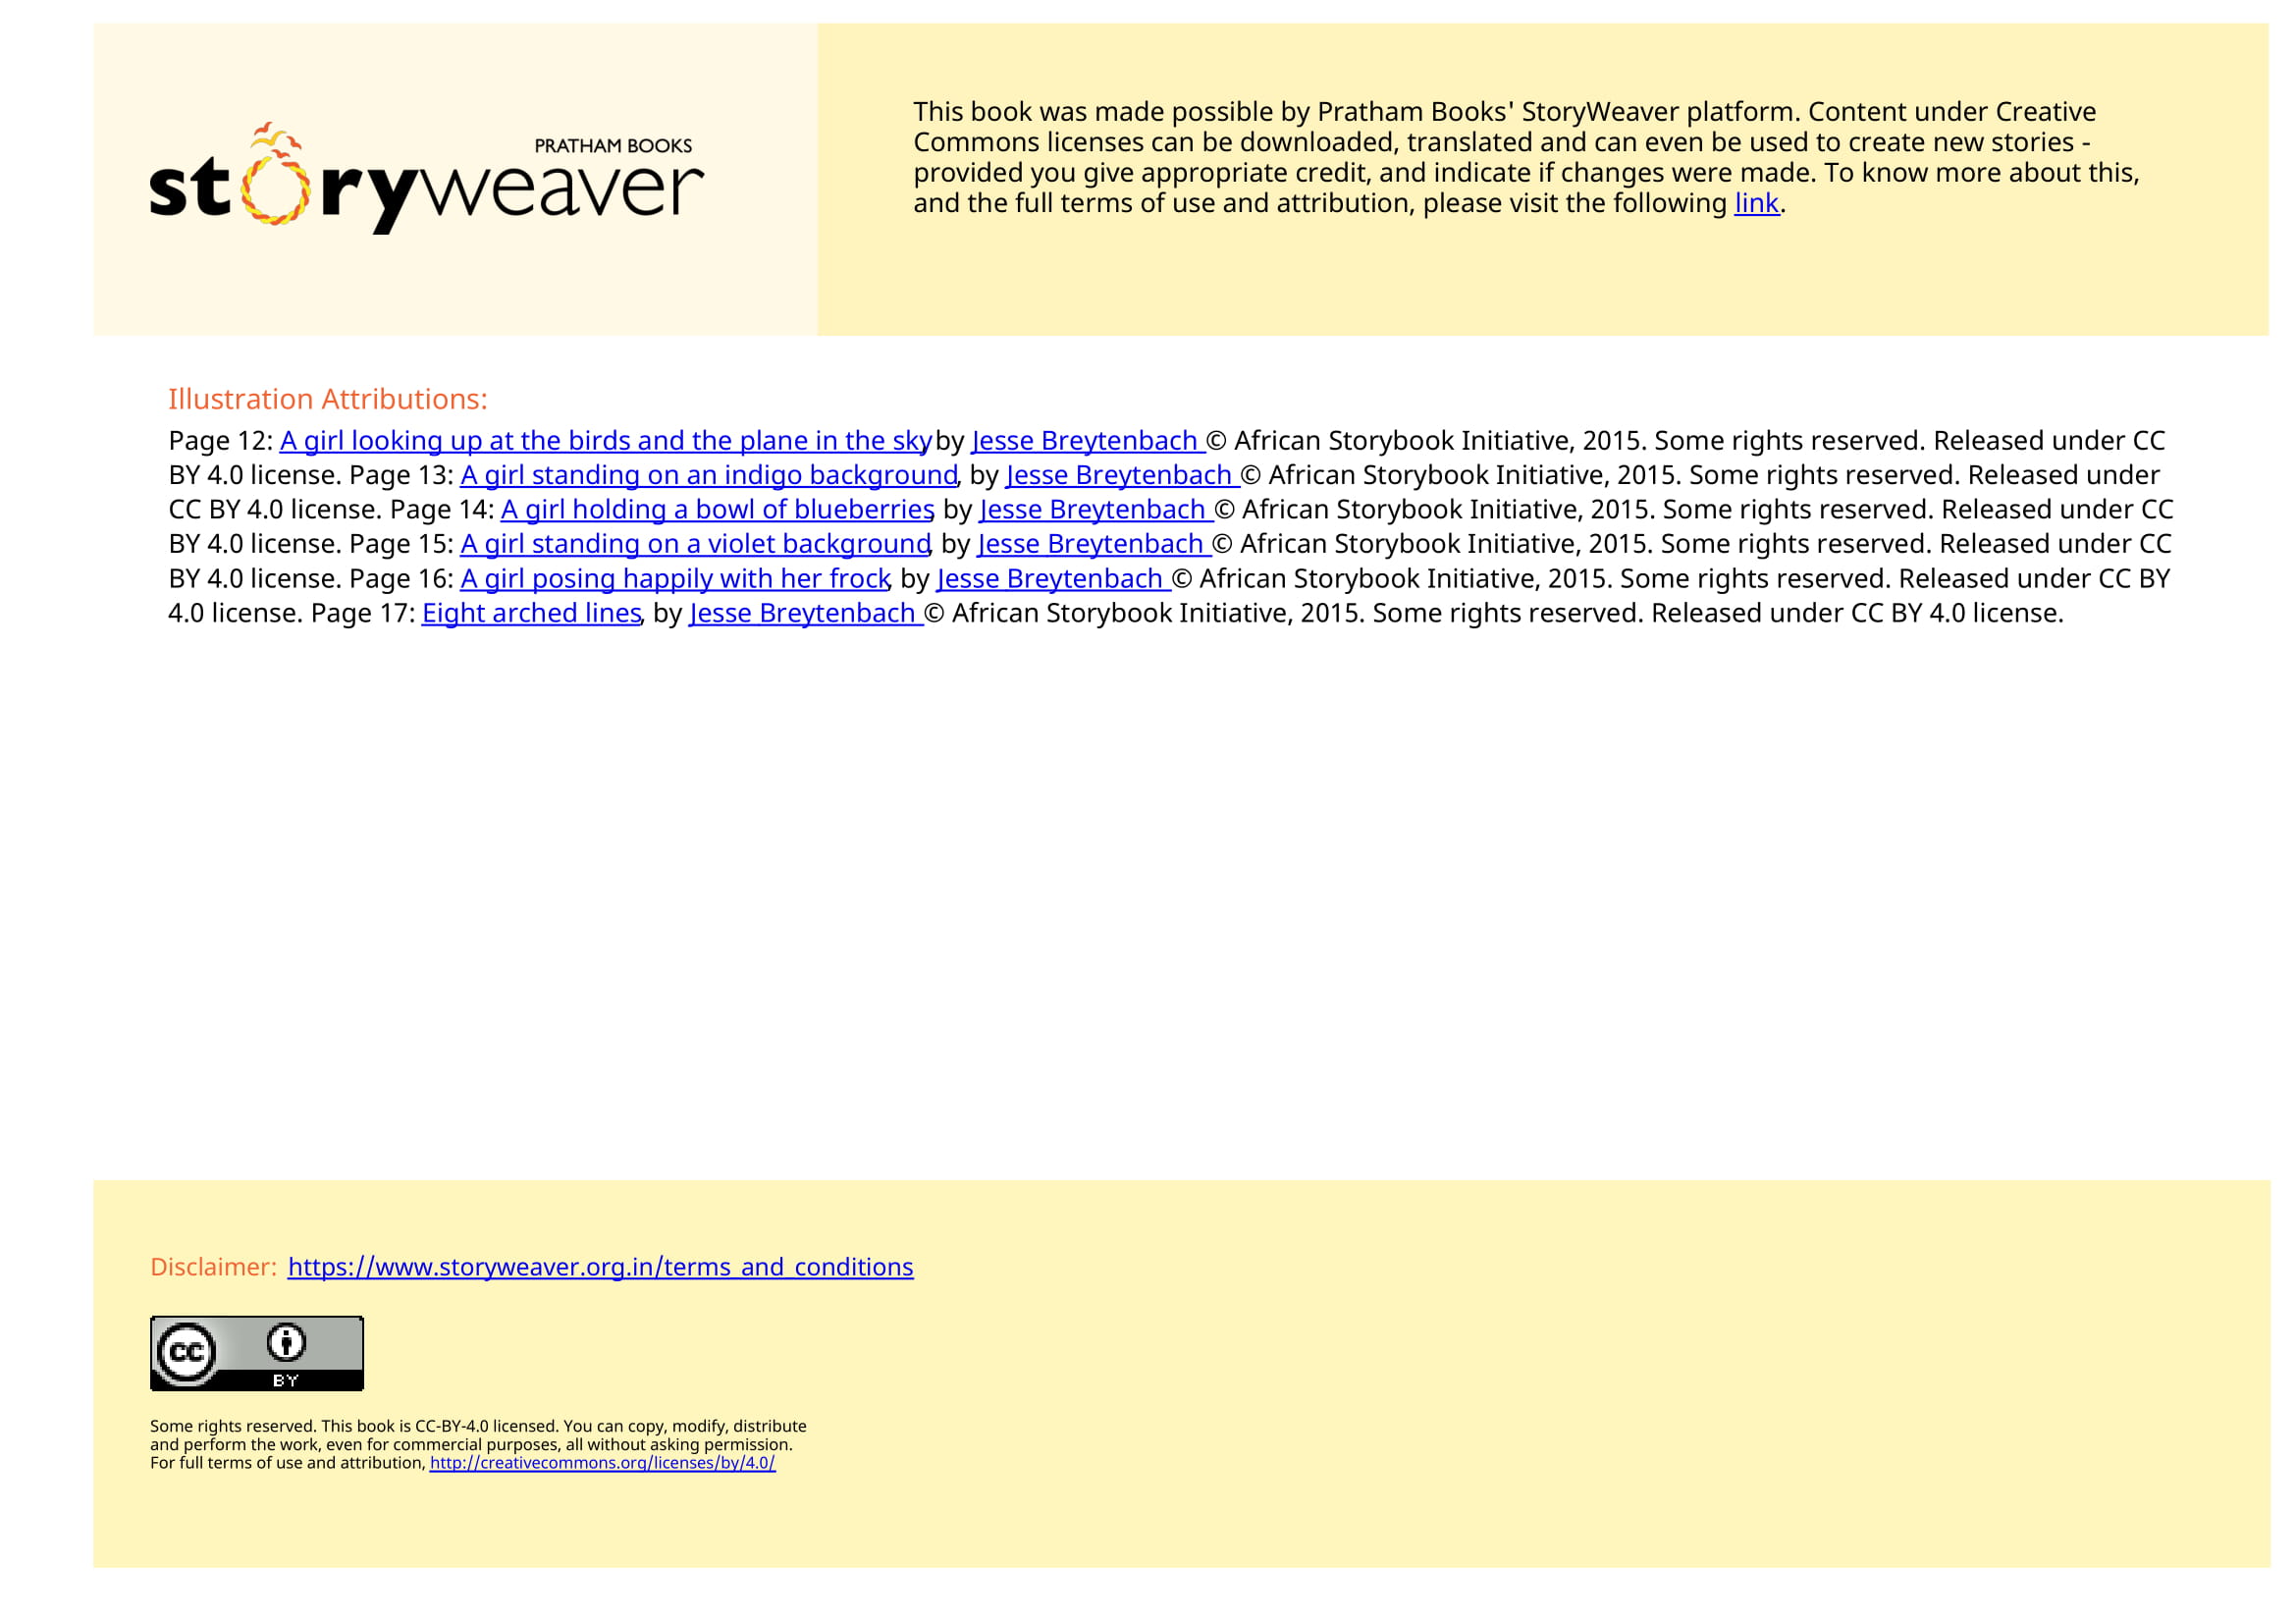 PRATHAM BOOKS
storyweaver
This book was made possible by Pratham Books' StoryWeaver platform. Content under Creative
Commons licenses can be downloaded, translated and can even be used to create new stories -
provided you give appropriate credit, and indicate if changes were made. To know more about this,
and the full terms of use and attribution, please visit the following link.
Illustration Attributions:
Page 12: A girl looking up at the birds and the plane in the sky, by Jesse Breytenbach © African Storybook Initiative, 2015. Some rights reserved. Released under CC
BY 4.0 license. Page 13: A girl standing on an indigo background, by Jesse Breytenbach © African Storybook Initiative, 2015. Some rights reserved. Released under
CC BY 4.0 license. Page 14: A girl holding a bowl of blueberries, by Jesse Breytenbach © African Storybook Initiative, 2015. Some rights reserved. Released under CC
BY 4.0 license. Page 15: A girl standing on a violet background, by Jesse Breytenbach © African Storybook Initiative, 2015. Some rights reserved. Released under CC
BY 4.0 license. Page 16: A girl posing happily with her frock, by Jesse Breytenbach © African Storybook Initiative, 2015. Some rights reserved. Released under CC BY
4.0 license. Page 17: Eight arched lines, by Jesse Breytenbach © African Storybook Initiative, 2015. Some rights reserved. Released under CC BY 4.0 license.
Disclaimer: https://www.storyweaver.org.in/terms_and_conditions
cc
BY
Some rights reserved. This book is CC-BY-4.0 licensed. You can copy, modify, distribute
and perform the work, even for commercial purposes, all without asking permission.
For full terms of use and attribution, http://creativecommons.org/licenses/by/4.0/